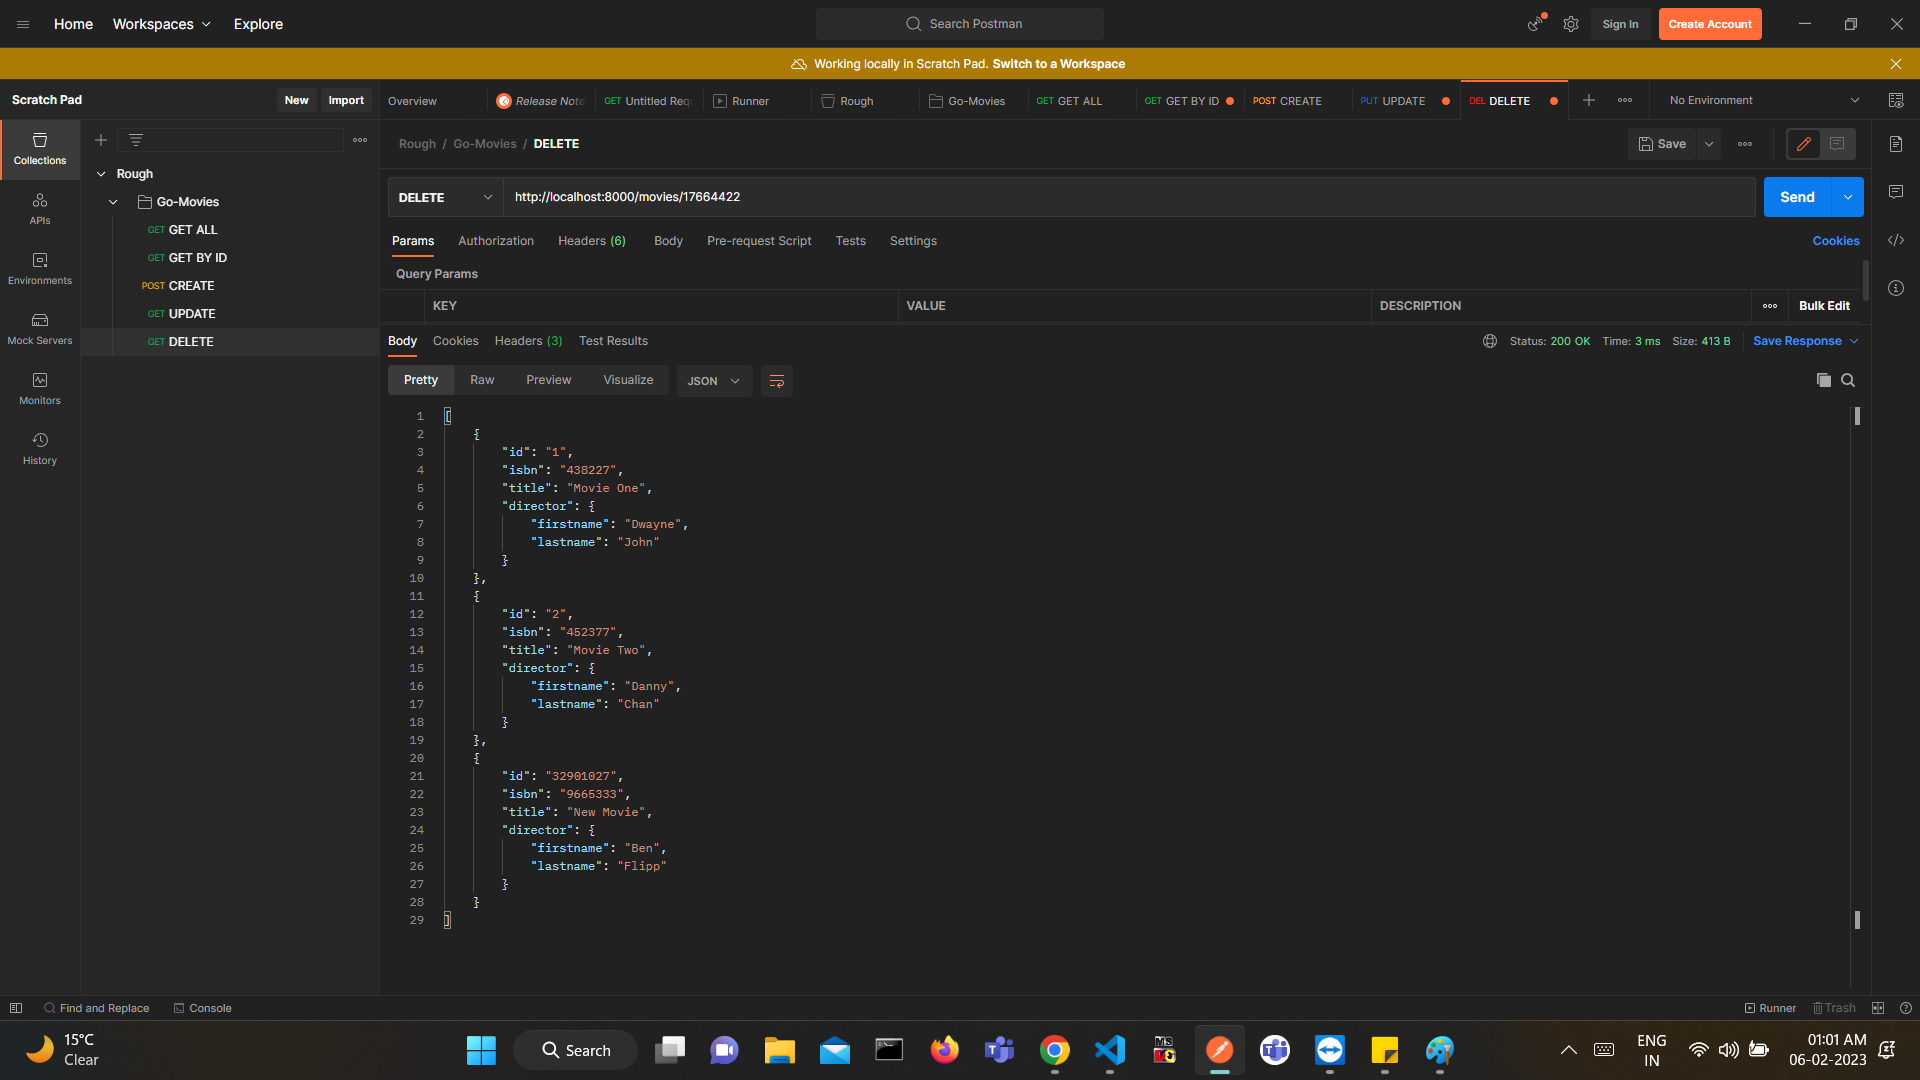 Home Workspaces Explore Search Postman Sign In Create Account
Working locally in Scratch Pad. Switch to a Workspace
Scratch Pad New Import Overview Release Note GET Untitled Req Runner Rough Go-Movies GET GET ALL GET GET BY ID POST CREATE PUT UPDATE DEL DELETE No Environment
Rough / Go-Movies / DELETE Save
Collections
APIs
Environments
Mock Servers
Monitors
History
Rough
Go-Movies
GET GET ALL
GET GET BY ID
POST CREATE
GET UPDATE
GET DELETE
DELETE http://localhost:8000/movies/17664422 Send
Params Authorization Headers (6) Body Pre-request Script Tests Settings Cookies
Query Params
KEY VALUE DESCRIPTION Bulk Edit
Body Cookies Headers (3) Test Results Status: 200 OK Time: 3 ms Size: 413 B Save Response
Pretty Raw Preview Visualize JSON
1 [
2 {
3 "id": "1",
4 "isbn": "438227",
5 "title": "Movie One",
6 "director": {
7 "firstname": "Dwayne",
8 "lastname": "John"
9 }
10 },
11 {
12 "id": "2",
13 "isbn": "452377",
14 "title": "Movie Two",
15 "director": {
16 "firstname": "Danny",
17 "lastname": "Chan"
18 }
19 },
20 {
21 "id": "32901027",
22 "isbn": "9665333",
23 "title": "New Movie",
24 "director": {
25 "firstname": "Ben",
26 "lastname": "Flipp"
27 }
28 }
29 ]
Find and Replace Console Runner Trash
15°C
Clear
Search
MS
ENG
IN
01:01 AM
06-02-2023